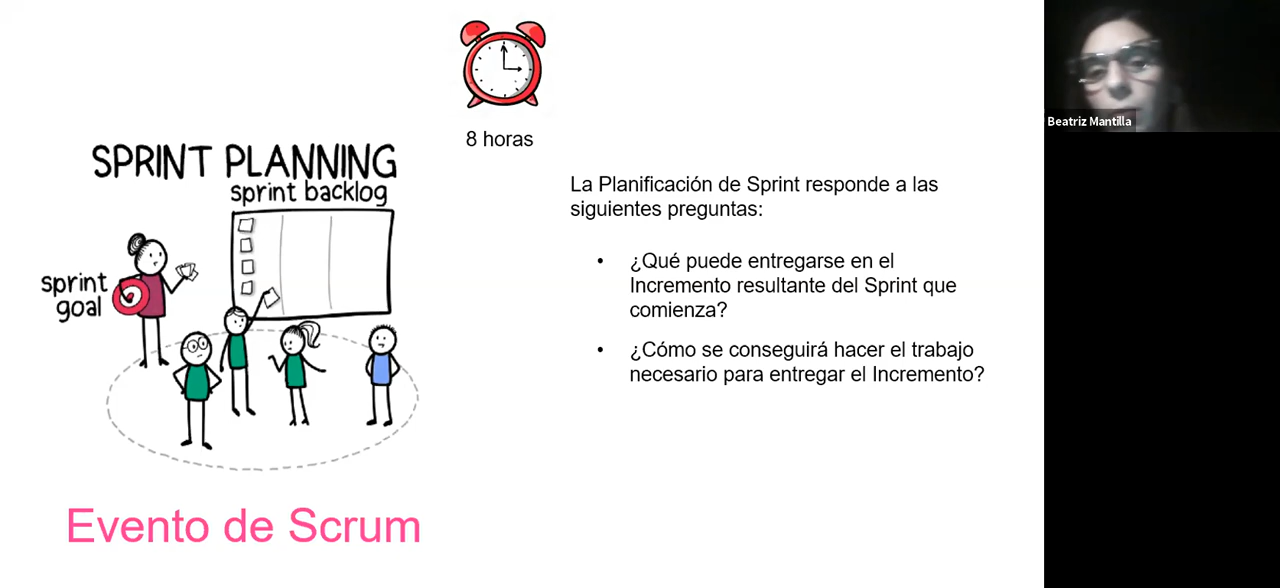 8 horas
SPRINT PLANNING
sprint backlog
sprint
goal
La Planificación de Sprint responde a las
siguientes preguntas:
• ¿Qué puede entregarse en el
Incremento resultante del Sprint que
comienza?
• ¿Cómo se conseguirá hacer el trabajo
necesario para entregar el Incremento?
Evento de Scrum
Beatriz Mantilla